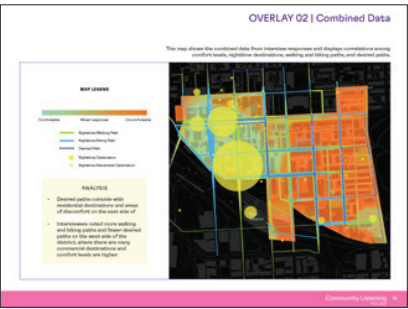 OVERLAY 02 | Combined Data
This map shows the combined data from interview responses and displays correlations among
comfort levels, nighttime destinations, walking and biking paths, and desired paths.
MAP LEGEND
Comfortable Mixed responses Uncomfortable
Nighttime Walking Path
Nighttime Biking Path
Desired Path
Nighttime Destination
Nighttime Residential Destination
ANALYSIS
• Desired paths coincide with
residential destinations and areas
of discomfort on the east side of
• Interviewees noted more walking
and biking paths and fewer desired
paths on the west side of the
district, where there are many
commercial destinations and
comfort levels are higher.
Community Listening